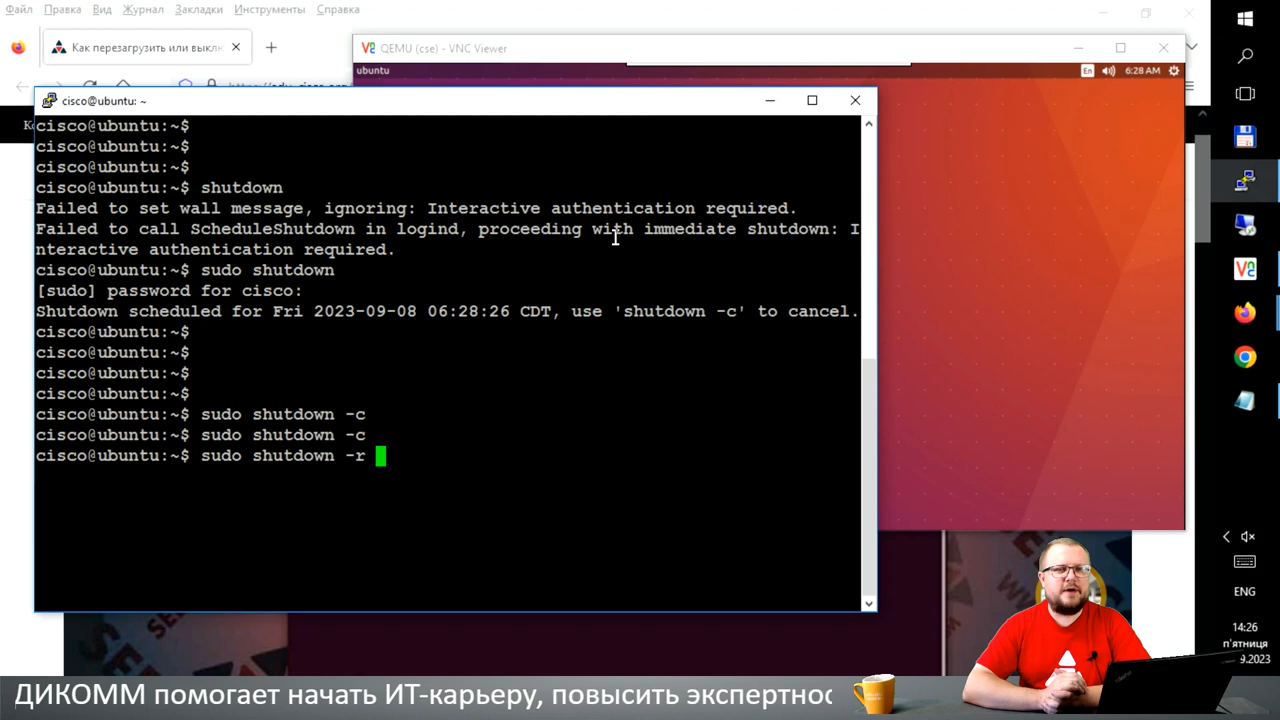 Файл Правка Вид Журнал Закладки Инструменты Справка
Как перезагрузить или выклю
QEMU (cse) - VNC Viewer
ubuntu
En
6:28 AM
cisco@ubuntu: ~
cisco@ubuntu:~$
cisco@ubuntu:~$
cisco@ubuntu:~$
cisco@ubuntu:~$ shutdown
Failed to set wall message, ignoring: Interactive authentication required.
Failed to call ScheduleShutdown in logind, proceeding with immediate shutdown: I
nteractive authentication required.
cisco@ubuntu:~$ sudo shutdown
[sudo] password for cisco:
Shutdown scheduled for Fri 2023-09-08 06:28:26 CDT, use 'shutdown -c' to cancel.
cisco@ubuntu:~$
cisco@ubuntu:~$
cisco@ubuntu:~$
cisco@ubuntu:~$
cisco@ubuntu:~$ sudo shutdown -c
cisco@ubuntu:~$ sudo shutdown -c
cisco@ubuntu:~$ sudo shutdown -r
ENG
14:26
п'ятниця
.9.2023
ДИКОММ помогает начать ИТ-карьеру, повысить экспертнос